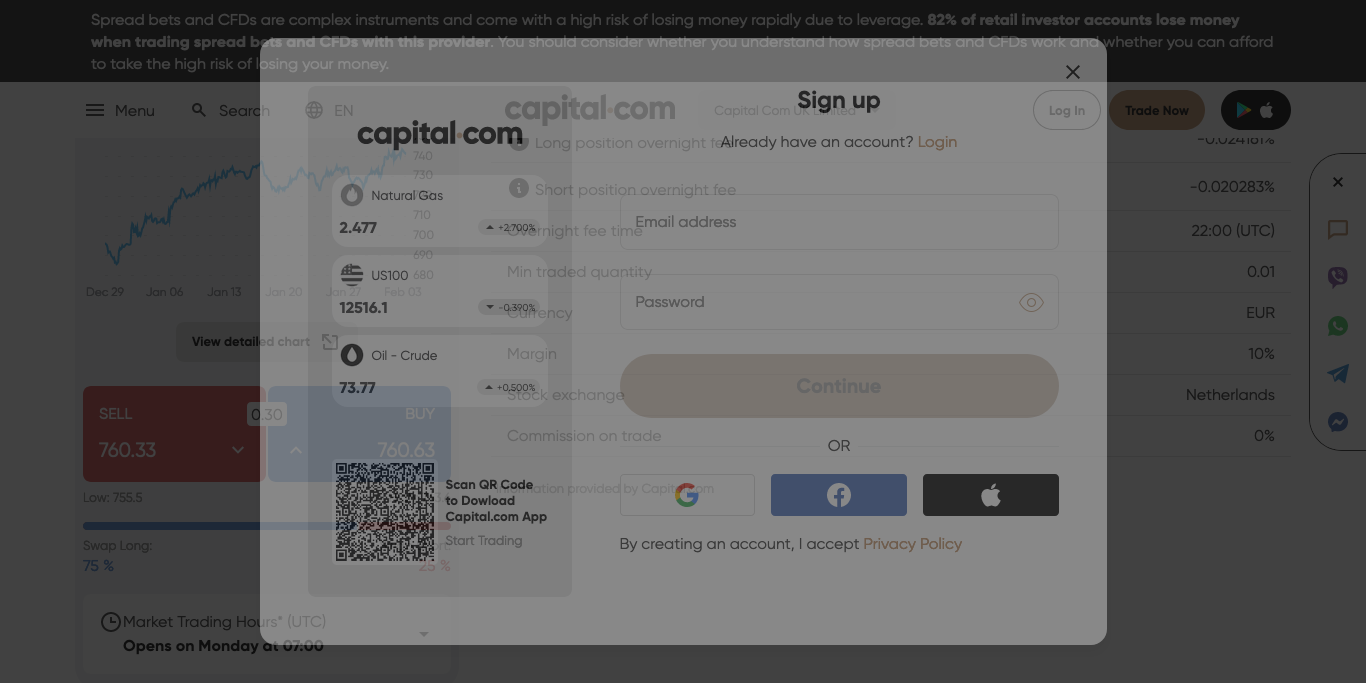 Spread bets and CFDs are complex instruments and come with a high risk of losing money rapidly due to leverage. 82% of retail investor accounts lose money
when trading spread bets and CFDs with this provider. You should consider whether you understand how spread bets and CFDs work and whether you can afford
to take the high risk of losing your money.
Menu
Search
EN
capital.com
Capital Com UK Limited
Log In
Trade Now
Sign up
Already have an account? Login
capital.com
Natural Gas
2.477
+2.700%
US100
12516.1
-0.390%
Oil - Crude
73.77
+0.500%
Scan QR Code
to Dowload
Capital.com App
Start Trading
Email address
Password
Continue
OR
By creating an account, I accept Privacy Policy
740
730
710
700
690
680
Dec 29
Jan 06
Jan 13
Jan 20
Jan 27
Feb 03
View detailed chart
SELL
0.30
BUY
760.33
760.63
Low: 755.5
Swap Long:
75 %
25 %
Market Trading Hours* (UTC)
Opens on Monday at 07:00
Long position overnight fee
-0.024161%
Short position overnight fee
-0.020283%
Overnight fee time
22:00 (UTC)
Min traded quantity
0.01
Currency
EUR
Margin
10%
Stock exchange
Netherlands
Commission on trade
0%
Information provided by Capital.com